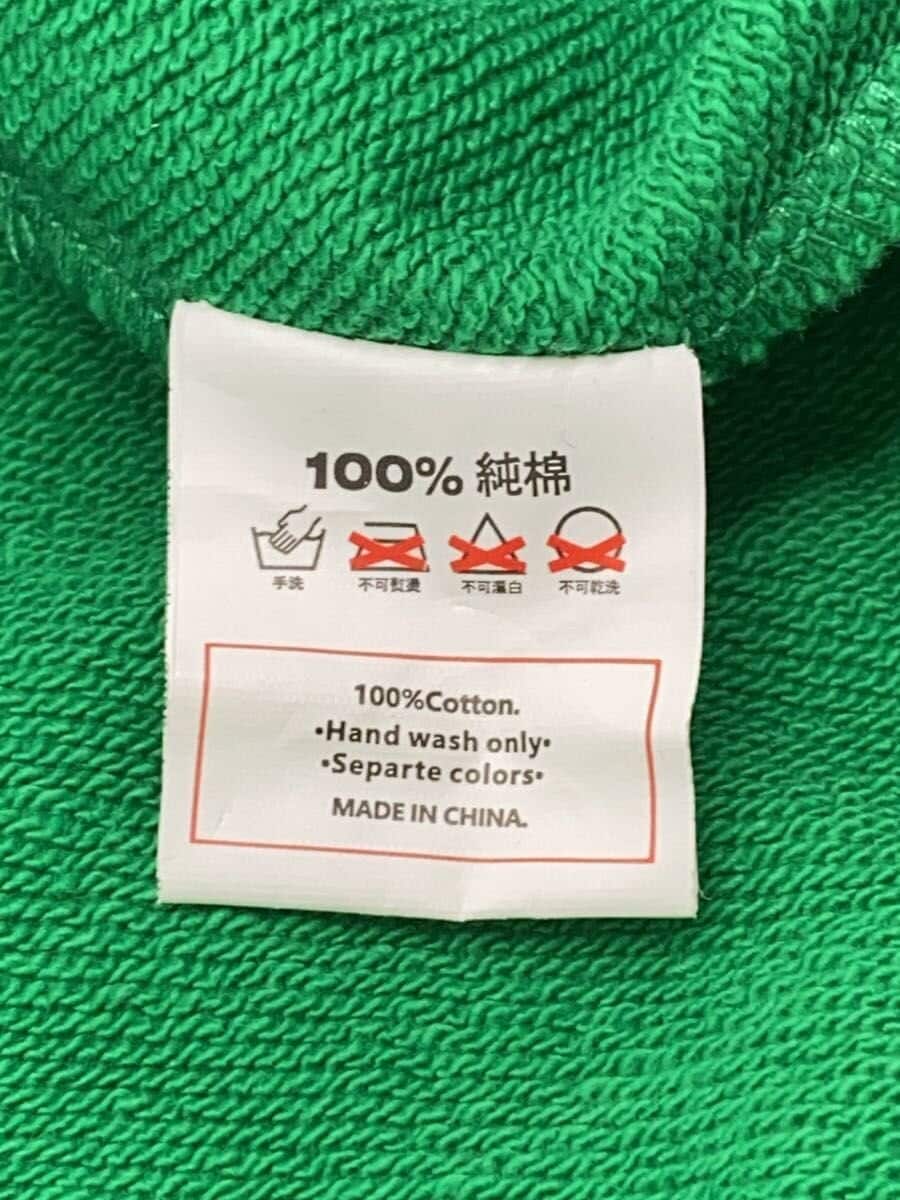 100% 純棉
手洗 不可熨燙 不可漂白 不可乾洗
100%Cotton.
•Hand wash only•
•Separte colors•
MADE IN CHINA.